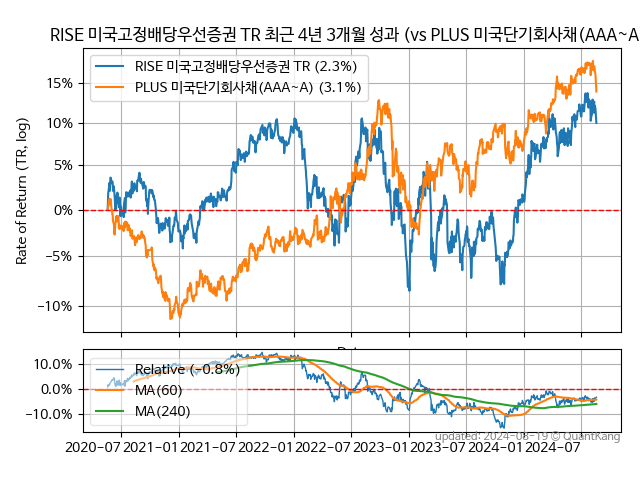 RISE 미국고정배당우선증권 TR 최근 4년 3개월 성과 (vs PLUS 미국단기회사채(AAA~A
Rate of Return (TR, log)
RISE 미국고정배당우선증권 TR (2.3%)
PLUS 미국단기회사채(AAA~A) (3.1%)
15%
10%
5%
0%
−5%
−10%
10.0%
0.0%
−10.0%
Relative (−0.8%)
MA(60)
MA(240)
2020-07 2021-01 2021-07 2022-01 2022-07 2023-01 2023-07 2024-01 2024-07
updated: 2024-08-19 © QuantKang